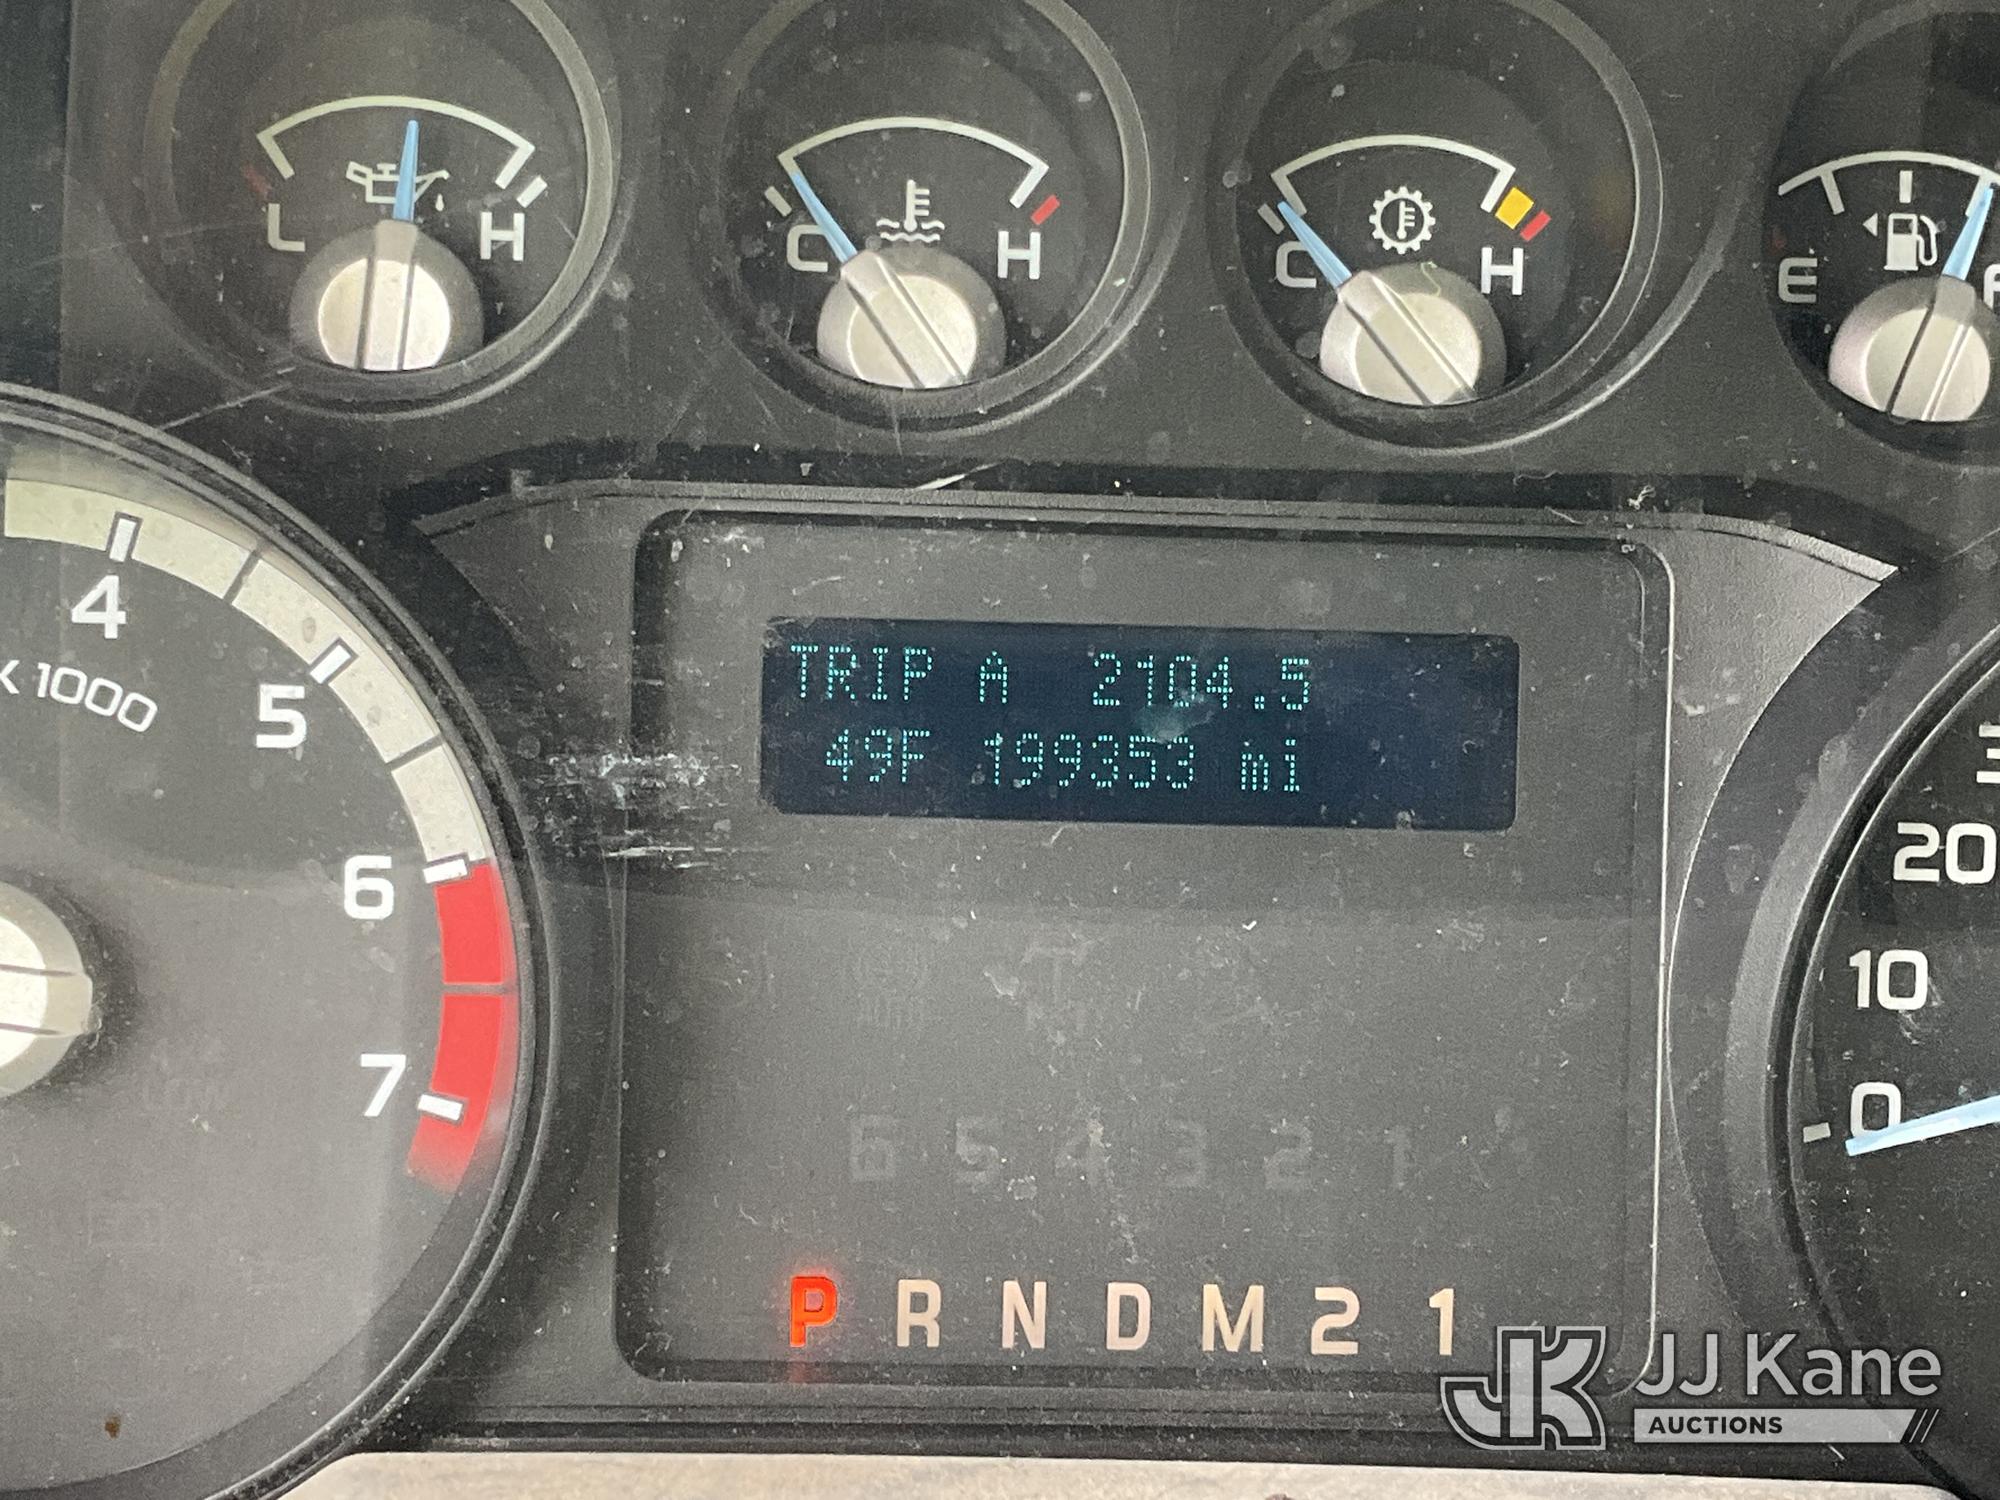 L H
C H
C H
E
4
x 1000
5
6
7
TRIP A 2104.5
49F 199353 mi
20
10
0
6 5 4 3 2 1
P R N D M 2 1
JK JJ Kane
AUCTIONS